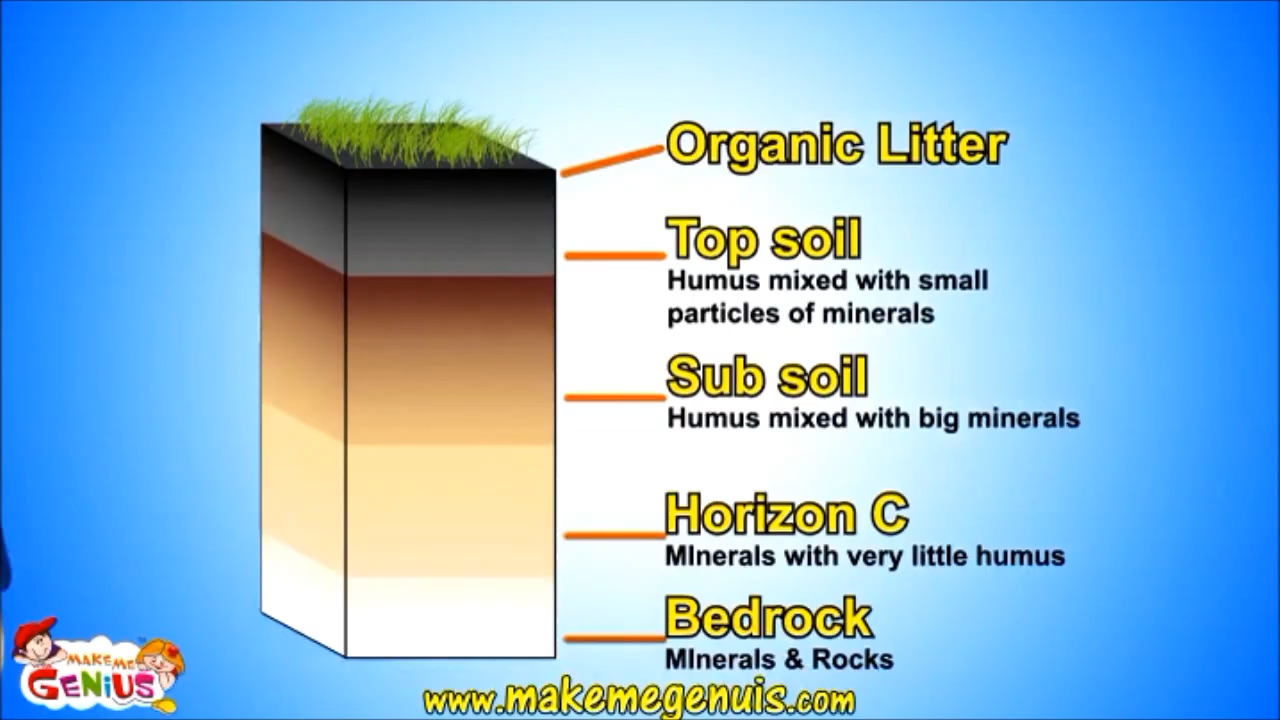 Organic Litter
Top soil
Humus mixed with small
particles of minerals
Sub soil
Humus mixed with big minerals
Horizon C
MInerals with very little humus
Bedrock
MInerals & Rocks
MAKE ME
GENiUS
www.makemegenuis.com